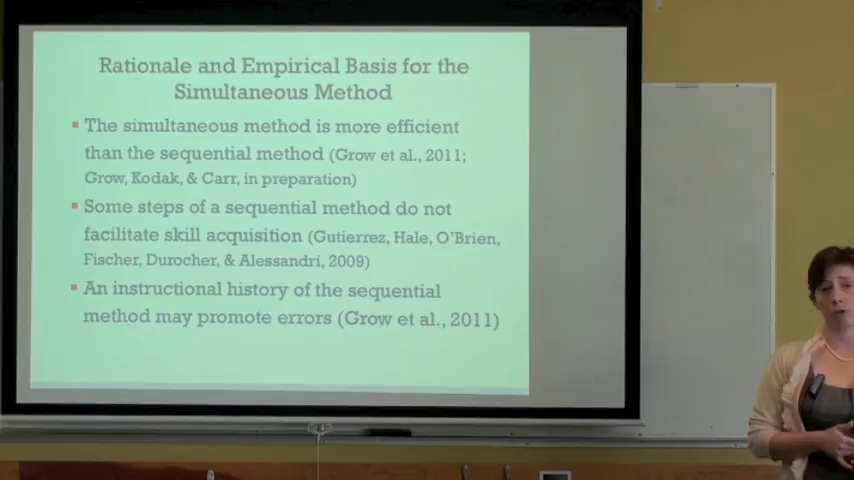 Rationale and Empirical Basis for the
Simultaneous Method
The simultaneous method is more efficient
than the sequential method (Grow et al., 2011;
Grow, Kodak, & Carr, in preparation)
Some steps of a sequential method do not
facilitate skill acquisition (Gutierrez, Hale, O'Brien,
Fischer, Durocher, & Alessandri, 2009)
An instructional history of the sequential
method may promote errors (Grow et al., 2011)